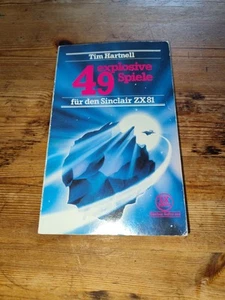 Tim Hartnell
49 explosive
Spiele
für den Sinclair ZX 81